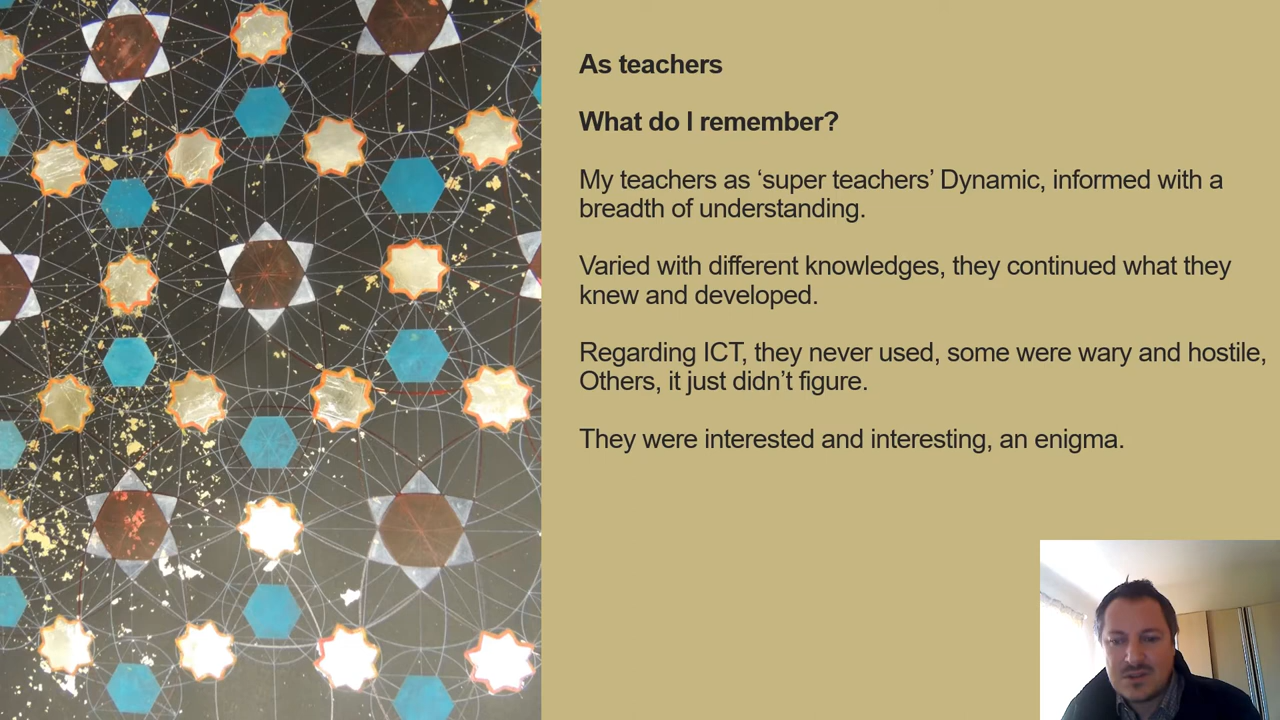 As teachers
What do I remember?
My teachers as ‘super teachers’ Dynamic, informed with a
breadth of understanding.
Varied with different knowledges, they continued what they
knew and developed.
Regarding ICT, they never used, some were wary and hostile,
Others, it just didn’t figure.
They were interested and interesting, an enigma.